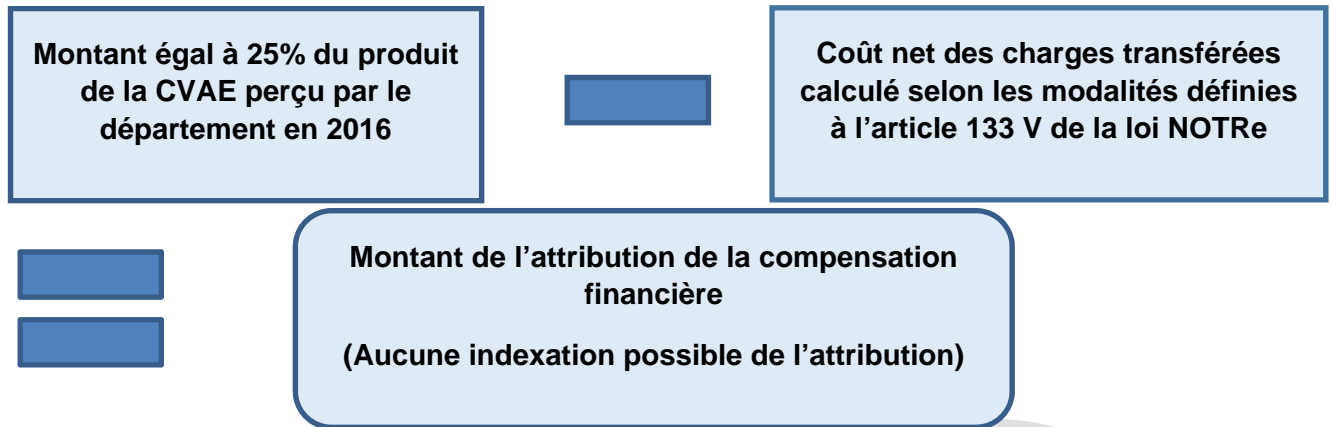 Montant égal à 25% du produit
de la CVAE perçu par le
département en 2016
Coût net des charges transférées
calculé selon les modalités définies
à l’article 133 V de la loi NOTRe
Montant de l’attribution de la compensation
financière
(Aucune indexation possible de l’attribution)